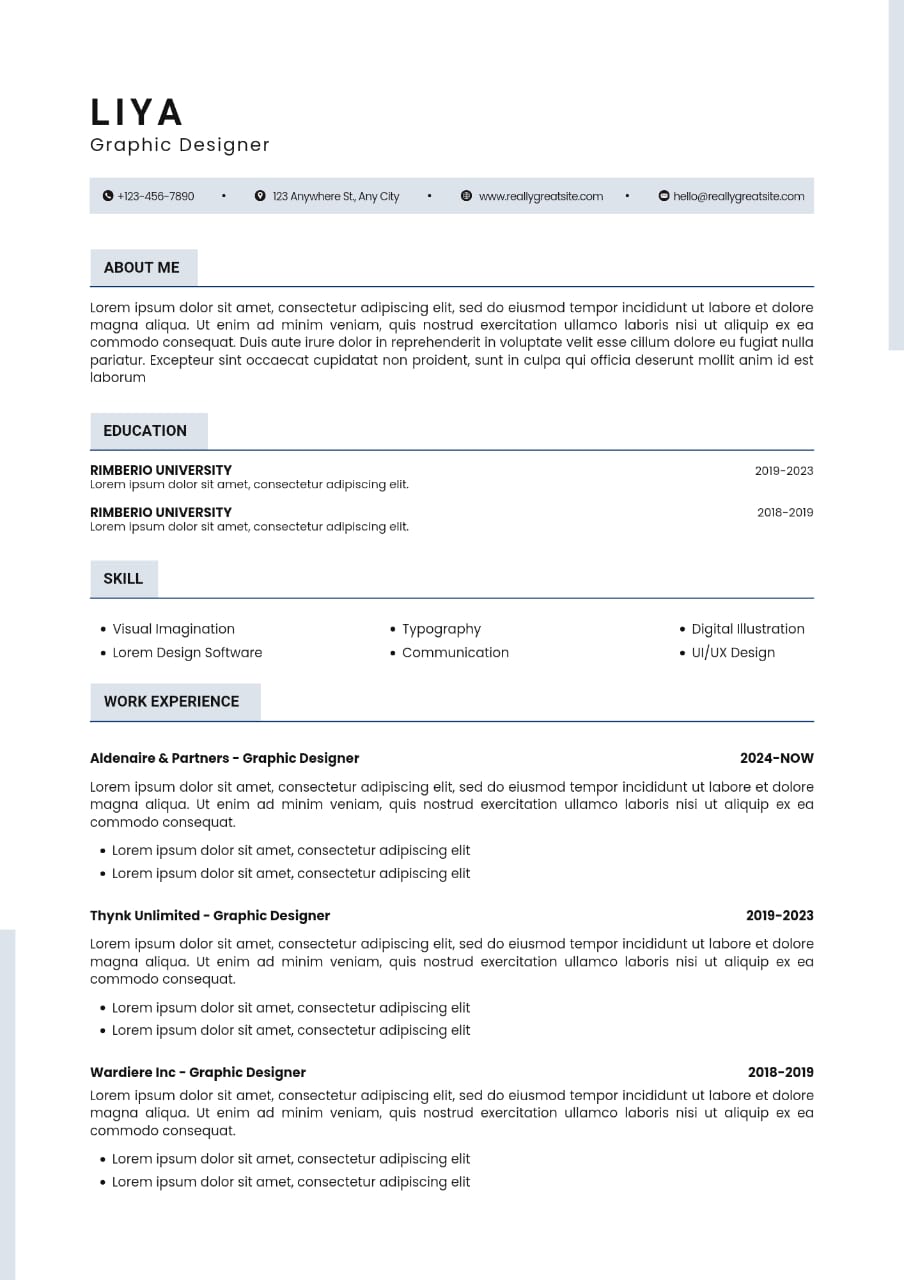 LIYA
Graphic Designer
+123-456-7890 • 123 Anywhere St., Any City • www.reallygreatsite.com • hello@reallygreatsite.com
ABOUT ME
Lorem ipsum dolor sit amet, consectetur adipiscing elit, sed do eiusmod tempor incididunt ut labore et dolore
magna aliqua. Ut enim ad minim veniam, quis nostrud exercitation ullamco laboris nisi ut aliquip ex ea
commodo consequat. Duis aute irure dolor in reprehenderit in voluptate velit esse cillum dolore eu fugiat nulla
pariatur. Excepteur sint occaecat cupidatat non proident, sunt in culpa qui officia deserunt mollit anim id est
laborum
EDUCATION
RIMBERIO UNIVERSITY 2019-2023
Lorem ipsum dolor sit amet, consectetur adipiscing elit.
RIMBERIO UNIVERSITY 2018-2019
Lorem ipsum dolor sit amet, consectetur adipiscing elit.
SKILL
• Visual Imagination • Typography • Digital Illustration
• Lorem Design Software • Communication • UI/UX Design
WORK EXPERIENCE
Aldenaire & Partners - Graphic Designer 2024-NOW
Lorem ipsum dolor sit amet, consectetur adipiscing elit, sed do eiusmod tempor incididunt ut labore et dolore
magna aliqua. Ut enim ad minim veniam, quis nostrud exercitation ullamco laboris nisi ut aliquip ex ea
commodo consequat.
• Lorem ipsum dolor sit amet, consectetur adipiscing elit
• Lorem ipsum dolor sit amet, consectetur adipiscing elit
Thynk Unlimited - Graphic Designer 2019-2023
Lorem ipsum dolor sit amet, consectetur adipiscing elit, sed do eiusmod tempor incididunt ut labore et dolore
magna aliqua. Ut enim ad minim veniam, quis nostrud exercitation ullamco laboris nisi ut aliquip ex ea
commodo consequat.
• Lorem ipsum dolor sit amet, consectetur adipiscing elit
• Lorem ipsum dolor sit amet, consectetur adipiscing elit
Wardiere Inc - Graphic Designer 2018-2019
Lorem ipsum dolor sit amet, consectetur adipiscing elit, sed do eiusmod tempor incididunt ut labore et dolore
magna aliqua. Ut enim ad minim veniam, quis nostrud exercitation ullamco laboris nisi ut aliquip ex ea
commodo consequat.
• Lorem ipsum dolor sit amet, consectetur adipiscing elit
• Lorem ipsum dolor sit amet, consectetur adipiscing elit